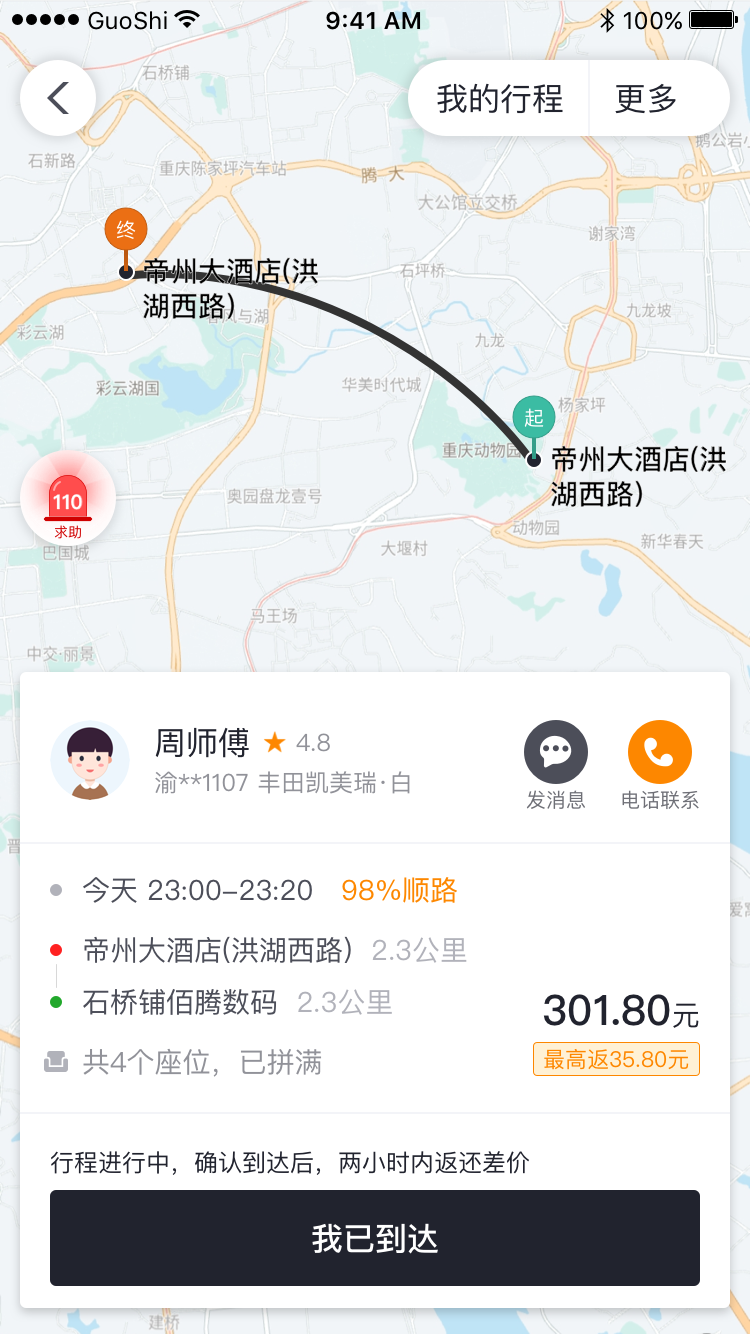 GuoShi 9:41 AM 100%
石桥铺
我的行程 更多
石新路
重庆陈家坪汽车站
腾大
大公馆立交桥
终
谢家湾
帝州大酒店(洪
湖西路)
石坪桥
九龙坡
彩云湖
九龙
彩云湖国
华美时代城
起
杨家坪
重庆动物园
帝州大酒店(洪
湖西路)
110
求助
奥园盘龙壹号
动物园
巴国城
大堰村
新华春天
马王场
中交·丽景
周师傅 4.8
渝**1107 丰田凯美瑞·白
发消息
电话联系
今天 23:00–23:20 98%顺路
帝州大酒店(洪湖西路) 2.3公里
石桥铺佰腾数码 2.3公里
301.80元
共4个座位，已拼满
最高返35.80元
行程进行中，确认到达后，两小时内返还差价
我已到达
建桥